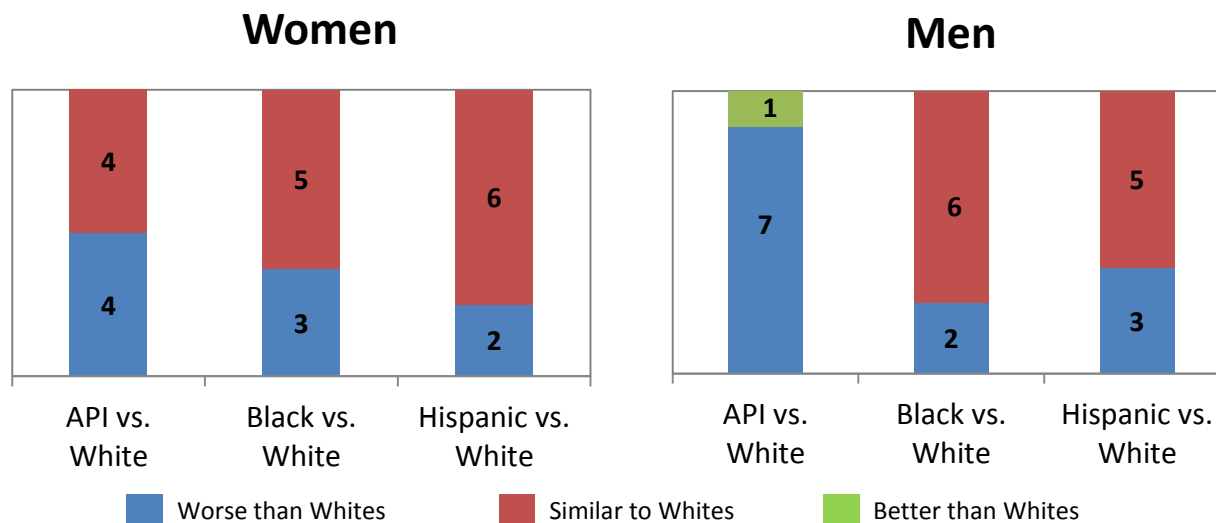 Women
4
5
6
4
3
2
API vs.
White
Black vs.
White
Hispanic vs.
White
Men
1
7
6
5
2
3
API vs.
White
Black vs.
White
Hispanic vs.
White
Worse than Whites
Similar to Whites
Better than Whites